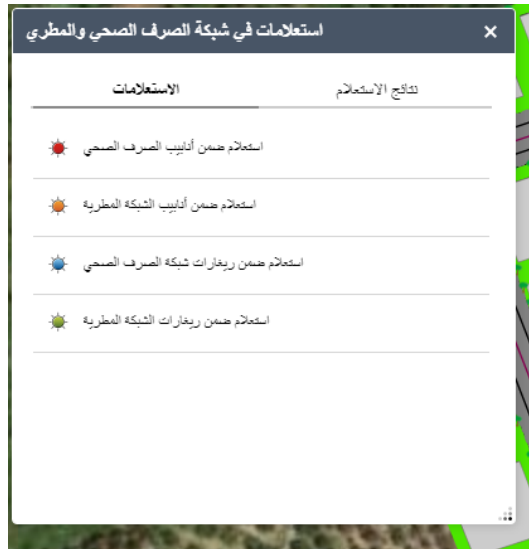 استعلامات في شبكة الصرف الصحي والمطري
الاستعلامات
نتائج الاستعلام
استعلام ضمن أنابيب الصرف الصحي
استعلام ضمن أنابيب الشبكة المطرية
استعلام ضمن ريغارات شبكة الصرف الصحي
استعلام ضمن ريغارات الشبكة المطرية